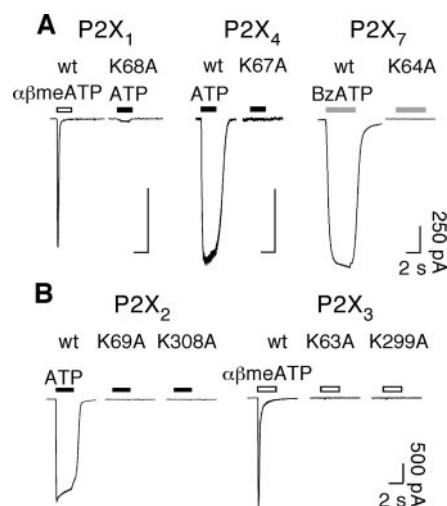 A P2X₁ P2X₄ P2X₇
wt K68A wt K67A wt K64A
αβmeATP ATP ATP BzATP
250 pA
2 s
B P2X₂ P2X₃
wt K69A K308A wt K63A K299A
ATP αβmeATP
500 pA
2 s